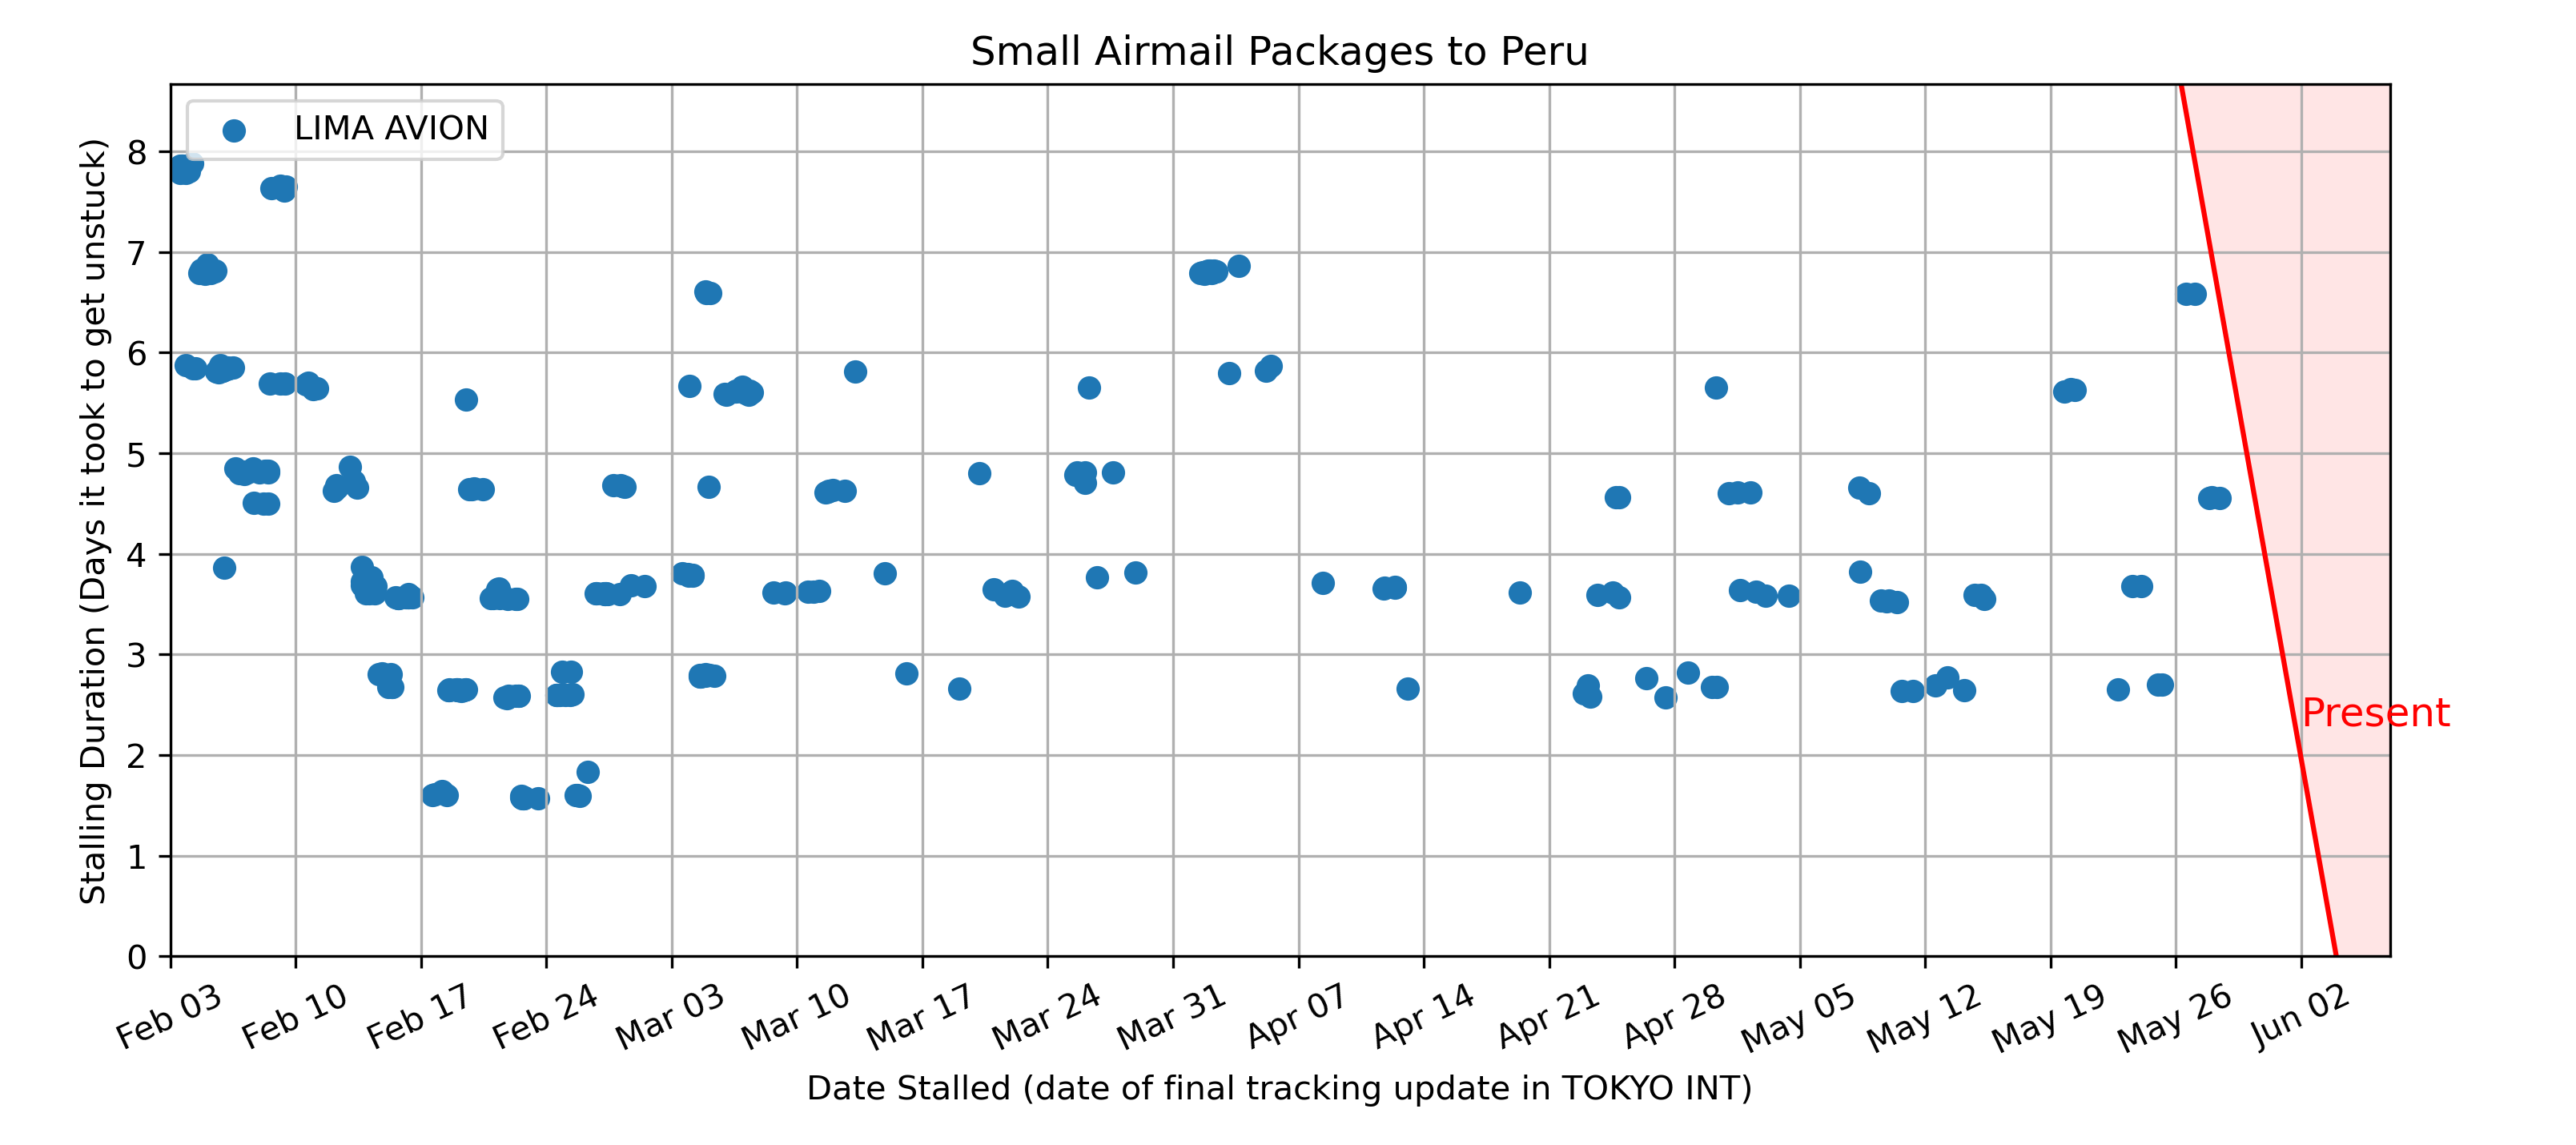 Small Airmail Packages to Peru
LIMA AVION
Stalling Duration (Days it took to get unstuck)
8
7
6
5
4
3
2
1
0
Present
Feb 03
Feb 10
Feb 17
Feb 24
Mar 03
Mar 10
Mar 17
Mar 24
Mar 31
Apr 07
Apr 14
Apr 21
Apr 28
May 05
May 12
May 19
May 26
Jun 02
Date Stalled (date of final tracking update in TOKYO INT)